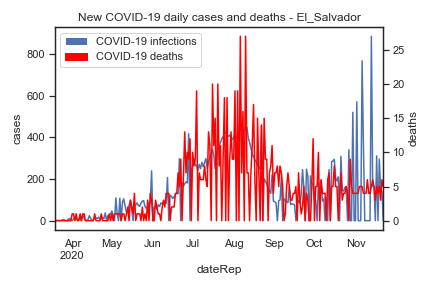 New COVID-19 daily cases and deaths - El_Salvador
COVID-19 infections
COVID-19 deaths
800
600
400
200
0
cases
25
20
15
10
5
0
deaths
Apr May Jun Jul Aug Sep Oct Nov
2020
dateRep